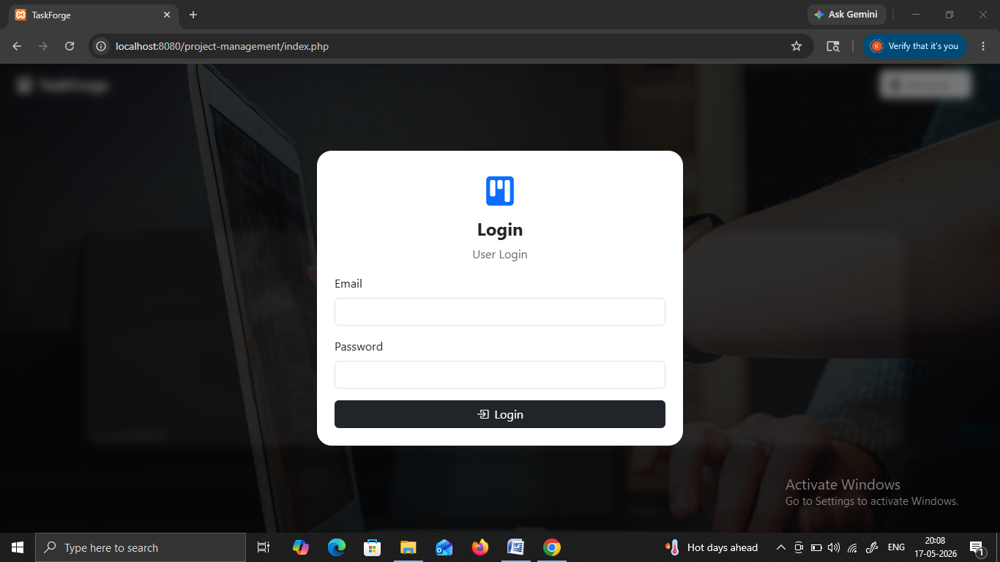 TaskForge
Ask Gemini
localhost:8080/project-management/index.php
Verify that it's you
TaskForge
Login
User Login
Email
Password
Login
Activate Windows
Go to Settings to activate Windows.
Type here to search
Hot days ahead
ENG
20:08
17-05-2026
1